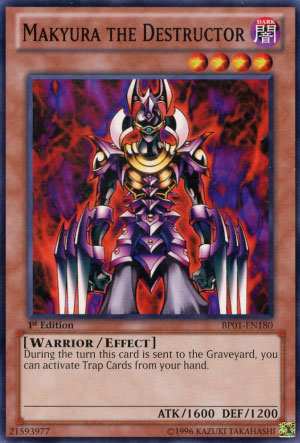 MAKYURA THE DESTRUCTOR
DARK
闇
1st Edition
BP01-EN180
[WARRIOR/EFFECT]
During the turn this card is sent to the Graveyard, you
can activate Trap Cards from your hand.
ATK/1600 DEF/1200
21593977
©1996 KAZUKI TAKAHASHI